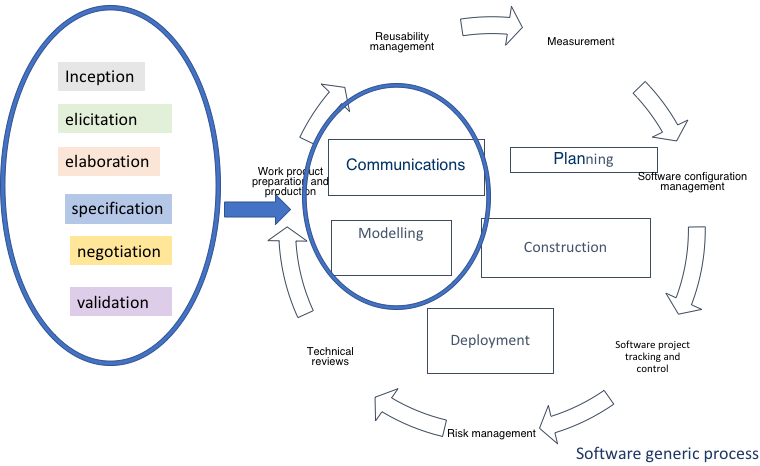 Inception
elicitation
elaboration
specification
negotiation
validation
Reusability
management
Measurement
Work product
preparation and
production
Communications
Planning
Software configuration
management
Modelling
Construction
Deployment
Technical
reviews
Software project
tracking and
control
Risk management
Software generic process